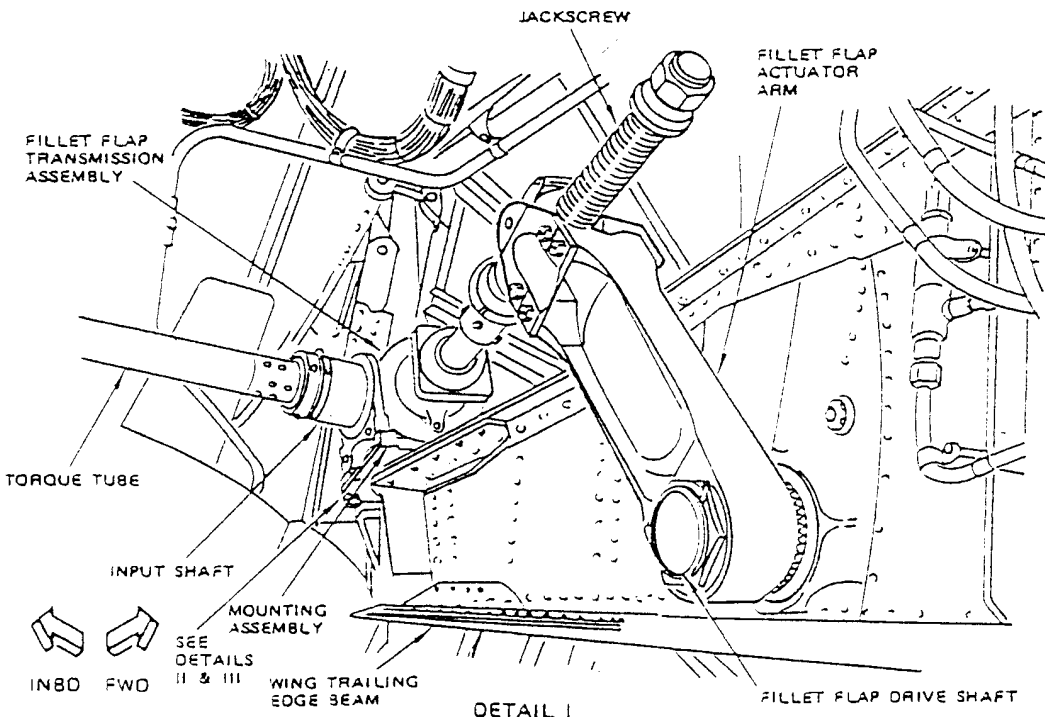 JACKSCREW
FILLET FLAP
ACTUATOR
ARM
FILLET FLAP
TRANSMISSION
ASSEMBLY
TORQUE TUBE
INPUT SHAFT
MOUNTING
ASSEMBLY
SEE
DETAILS
II & III
INBD FWD
WING TRAILING
EDGE BEAM
FILLET FLAP DRIVE SHAFT
DETAIL I